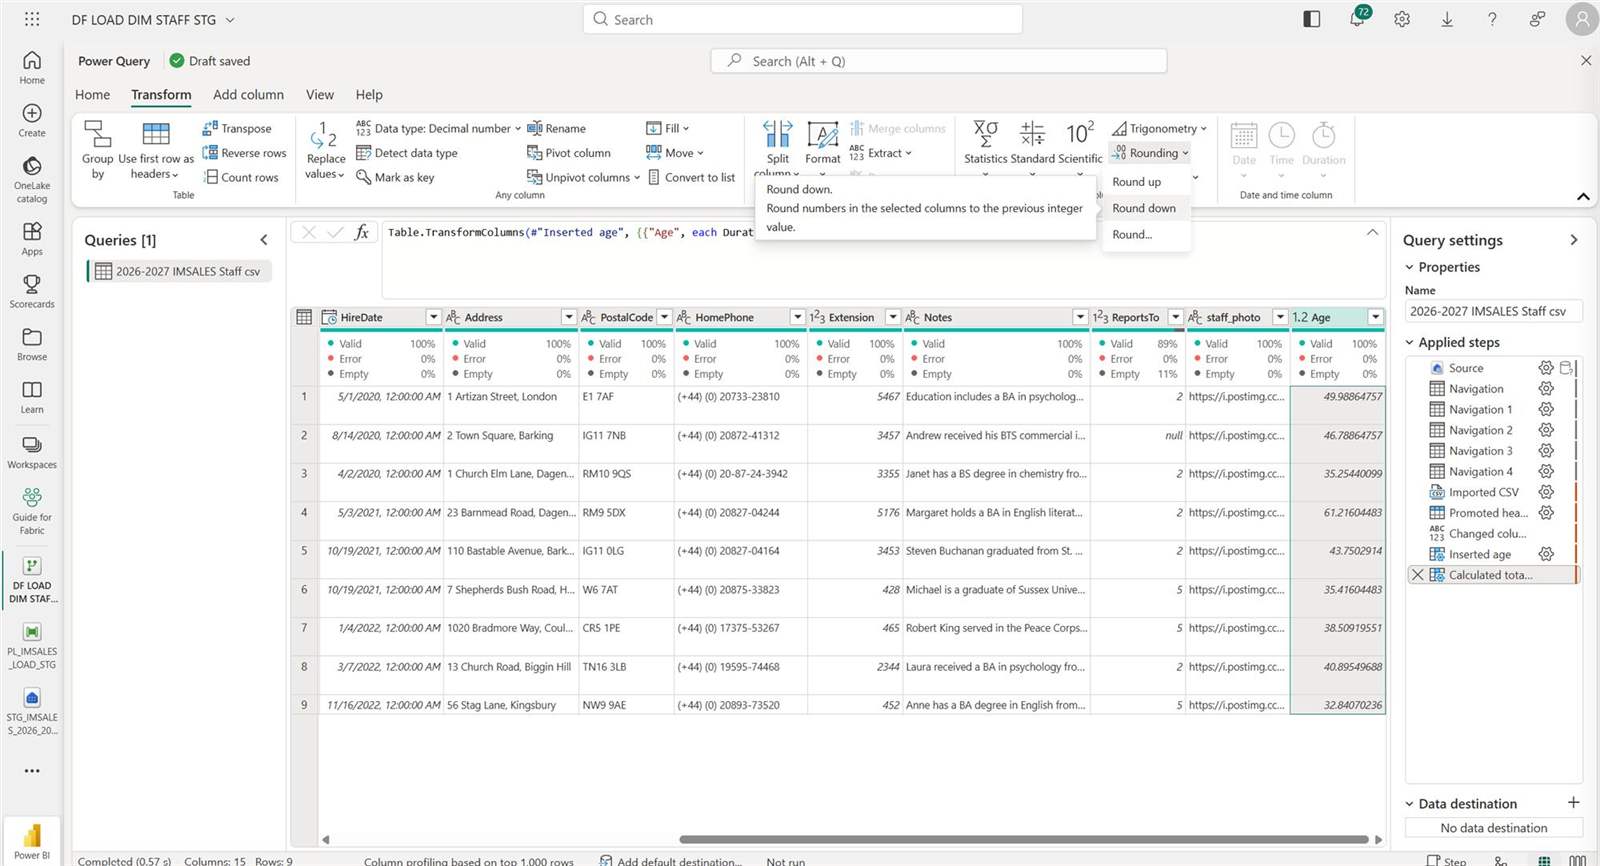 DF LOAD DIM STAFF STG
Search
72
Power Query
Draft saved
Search (Alt + Q)
Home
Transform
Add column
View
Help
Home
Create
OneLake
catalog
Apps
Scorecards
Browse
Learn
Workspaces
Guide for
Fabric
DF LOAD
DIM STAF...
PL_IMSALES
_LOAD_STG
STG_IMSALE
S_2026_20...
Power BI
Group
by
Use first row as
headers
Transpose
Reverse rows
Count rows
Table
Replace
values
Data type: Decimal number
Detect data type
Mark as key
Rename
Pivot column
Unpivot columns
Fill
Move
Convert to list
Any column
Split
column
Format
Merge columns
Extract
Statistics
Standard
Scientific
Trigonometry
Rounding
Round up
Round down
Round...
Date
Time
Duration
Date and time column
Round down.
Round numbers in the selected columns to the previous integer
value.
Queries [1]
2026-2027 IMSALES Staff csv
fx
Table.TransformColumns(#"Inserted age", {{"Age", each Durat
HireDate Address PostalCode HomePhone Extension Notes ReportsTo staff_photo Age
Valid 100% Valid 100% Valid 100% Valid 100% Valid 100% Valid 100% Valid 89% Valid 100% Valid 100%
Error 0% Error 0% Error 0% Error 0% Error 0% Error 0% Error 0% Error 0% Error 0%
Empty 0% Empty 0% Empty 0% Empty 0% Empty 0% Empty 0% Empty 11% Empty 0% Empty 0%
1 5/1/2020, 12:00:00 AM 1 Artizan Street, London E1 7AF (+44) (0) 20733-23810 5467 Education includes a BA in psycholog... 2 https://i.postimg.cc... 49.98864757
2 8/14/2020, 12:00:00 AM 2 Town Square, Barking IG11 7NB (+44) (0) 20872-41312 3457 Andrew received his BTS commercial i... null https://i.postimg.cc... 46.78864757
3 4/2/2020, 12:00:00 AM 1 Church Elm Lane, Dagen... RM10 9QS (+44) (0) 20-87-24-3942 3355 Janet has a BS degree in chemistry fro... 2 https://i.postimg.cc... 35.25440099
4 5/3/2021, 12:00:00 AM 23 Barnmead Road, Dagen... RM9 5DX (+44) (0) 20827-04244 5176 Margaret holds a BA in English literat... 2 https://i.postimg.cc... 61.21604483
5 10/19/2021, 12:00:00 AM 110 Bastable Avenue, Bark... IG11 0LG (+44) (0) 20827-04164 3453 Steven Buchanan graduated from St. ... 2 https://i.postimg.cc... 43.7502914
6 10/19/2021, 12:00:00 AM 7 Shepherds Bush Road, H... W6 7AT (+44) (0) 20875-33823 428 Michael is a graduate of Sussex Unive... 5 https://i.postimg.cc... 35.41604483
7 1/4/2022, 12:00:00 AM 1020 Bradmore Way, Coul... CR5 1PE (+44) (0) 17375-53267 465 Robert King served in the Peace Corps... 5 https://i.postimg.cc... 38.50919551
8 3/7/2022, 12:00:00 AM 13 Church Road, Biggin Hill TN16 3LB (+44) (0) 19595-74468 2344 Laura received a BA in psychology fro... 2 https://i.postimg.cc... 40.89549688
9 11/16/2022, 12:00:00 AM 56 Stag Lane, Kingsbury NW9 9AE (+44) (0) 20893-73520 452 Anne has a BA degree in English from... 5 https://i.postimg.cc... 32.84070236
Query settings
Properties
Name
2026-2027 IMSALES Staff csv
Applied steps
Source
Navigation
Navigation 1
Navigation 2
Navigation 3
Navigation 4
Imported CSV
Promoted hea...
Changed colu...
Inserted age
Calculated tota...
Data destination
No data destination
Completed (0.57 s) Columns: 15 Rows: 9
Column profiling based on top 1,000 rows
Add default destination...
Not run
Step